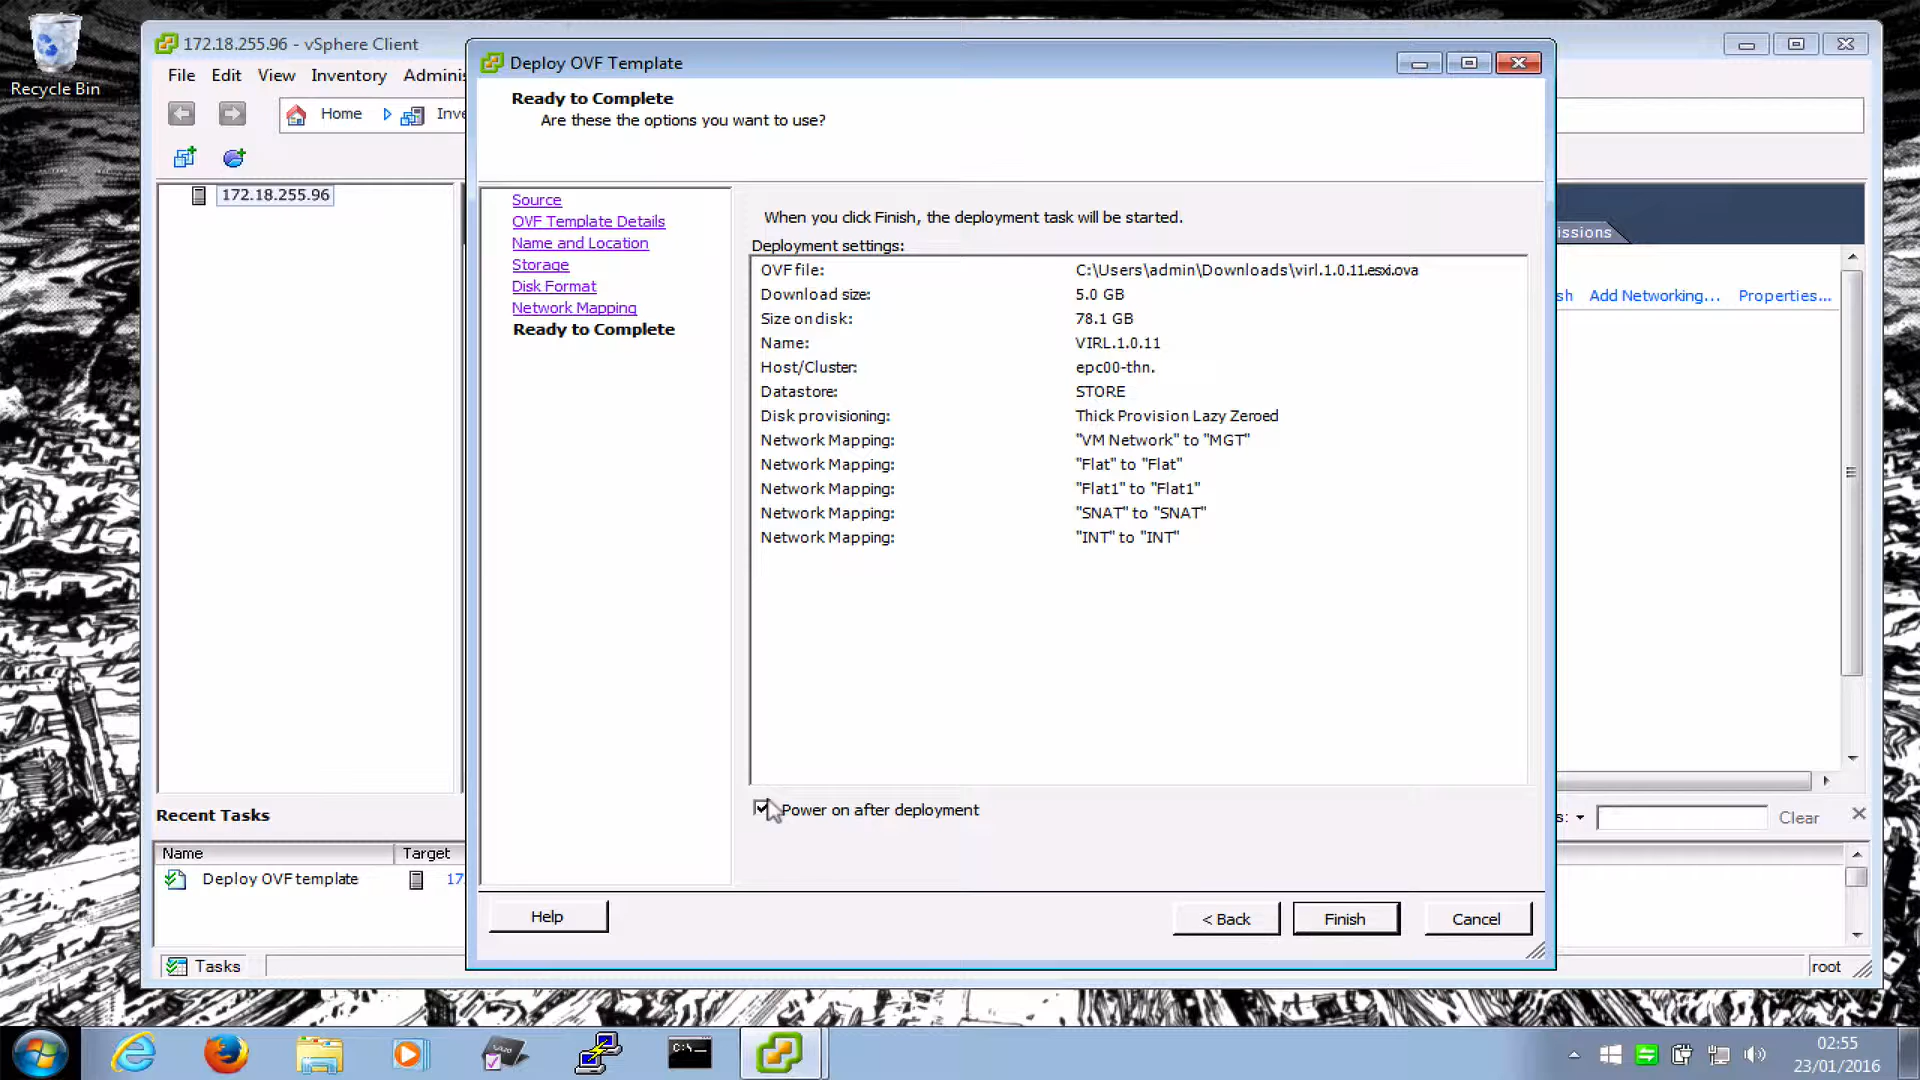 Recycle Bin
172.18.255.96 - vSphere Client
File Edit View Inventory Adminis
Home Inve
172.18.255.96
Deploy OVF Template
Ready to Complete
Are these the options you want to use?
Source
OVF Template Details
Name and Location
Storage
Disk Format
Network Mapping
Ready to Complete
When you click Finish, the deployment task will be started.
Deployment settings:
OVF file: C:\Users\admin\Downloads\virl.1.0.11.esxi.ova
Download size: 5.0 GB
Size on disk: 78.1 GB
Name: VIRL.1.0.11
Host/Cluster: epc00-thn.
Datastore: STORE
Disk provisioning: Thick Provision Lazy Zeroed
Network Mapping: "VM Network" to "MGT"
Network Mapping: "Flat" to "Flat"
Network Mapping: "Flat1" to "Flat1"
Network Mapping: "SNAT" to "SNAT"
Network Mapping: "INT" to "INT"
Power on after deployment
Help < Back Finish Cancel
issions
sh Add Networking... Properties...
Recent Tasks
s: Clear
Name Target
Deploy OVF template 17
Tasks
root
C:\
02:55
23/01/2016